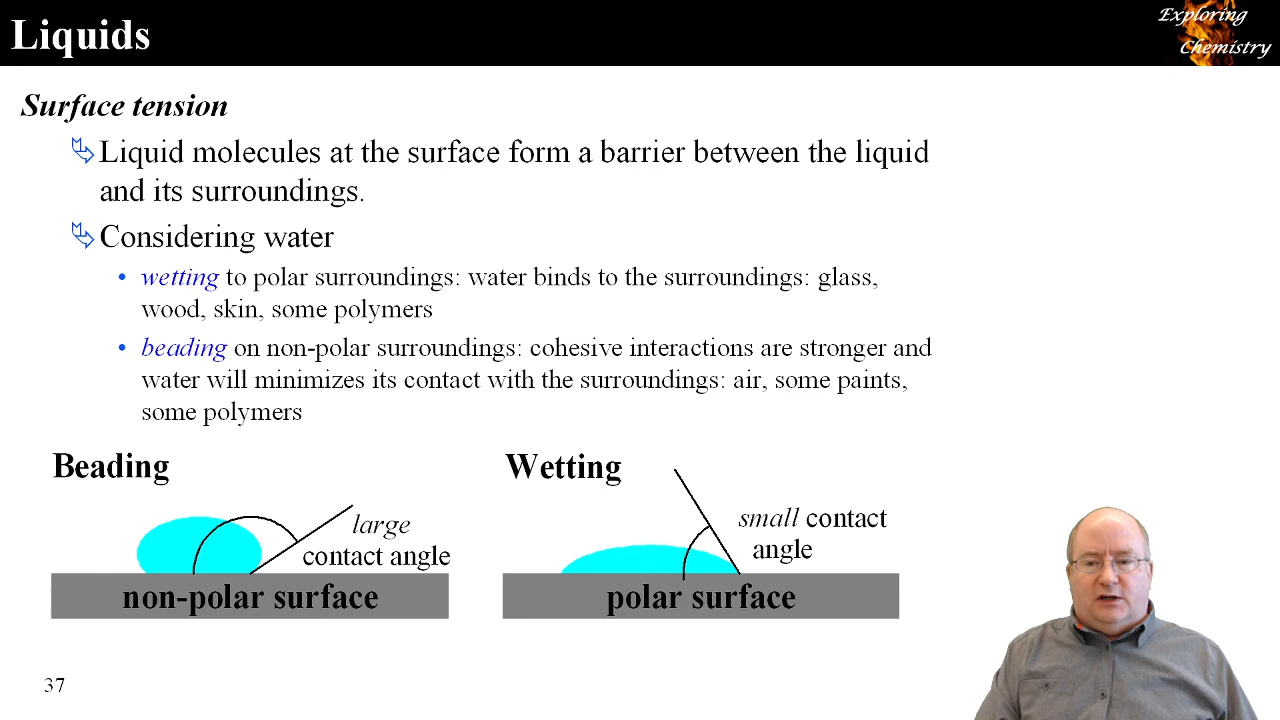 Liquids
Exploring
Chemistry
Surface tension
Liquid molecules at the surface form a barrier between the liquid
and its surroundings.
Considering water
• wetting to polar surroundings: water binds to the surroundings: glass,
wood, skin, some polymers
• beading on non-polar surroundings: cohesive interactions are stronger and
water will minimizes its contact with the surroundings: air, some paints,
some polymers
Beading
large
contact angle
non-polar surface
Wetting
small contact
angle
polar surface
37